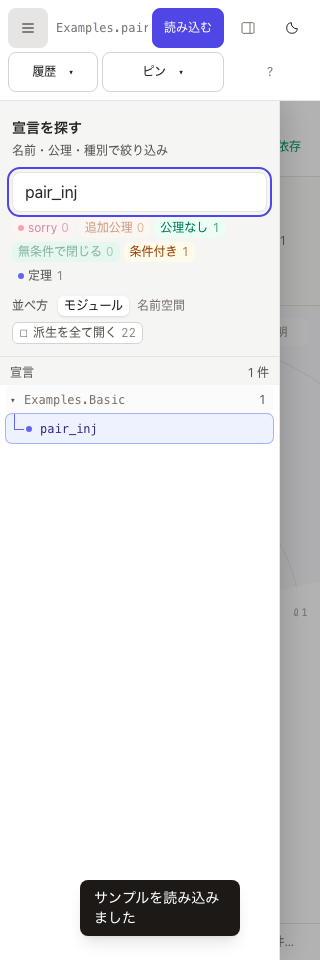 Examples.pair
読み込む
履歴 ▾
ピン ▾
?
宣言を探す
名前・公理・種別で絞り込み
pair_inj
sorry 0 追加公理 0 公理なし 1
無条件で閉じる 0 条件付き 1
定理 1
並べ方 モジュール 名前空間
派生を全て開く 22
宣言 1 件
▾ Examples.Basic 1
pair_inj
依存
1
明
1
サンプルを読み込み
ました
件…